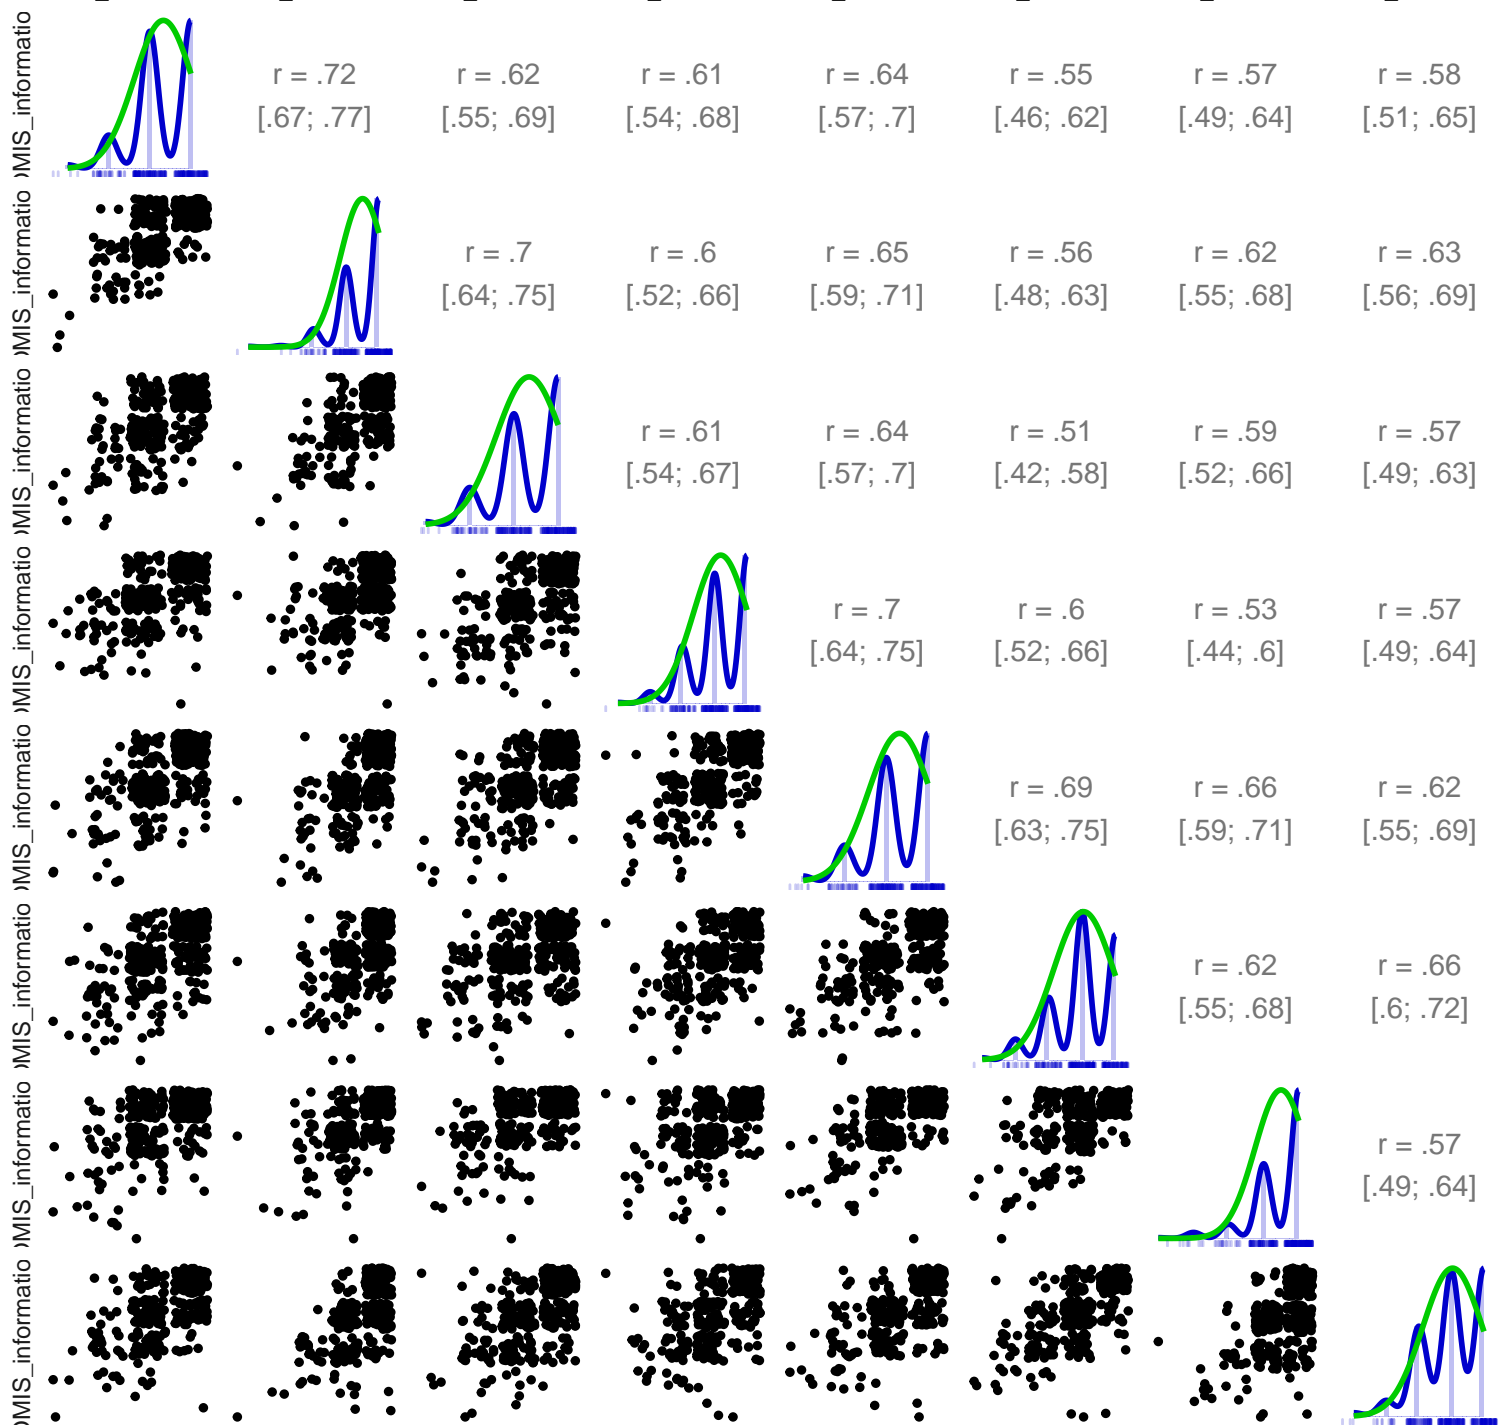 r = .72
[.67; .77]
r = .62
[.55; .69]
r = .61
[.54; .68]
r = .64
[.57; .7]
r = .55
[.46; .62]
r = .57
[.49; .64]
r = .58
[.51; .65]
MIS_informatio
r = .7
[.64; .75]
r = .6
[.52; .66]
r = .65
[.59; .71]
r = .56
[.48; .63]
r = .62
[.55; .68]
r = .63
[.56; .69]
MIS_informatio
r = .61
[.54; .67]
r = .64
[.57; .7]
r = .51
[.42; .58]
r = .59
[.52; .66]
r = .57
[.49; .63]
MIS_informatio
r = .7
[.64; .75]
r = .6
[.52; .66]
r = .53
[.44; .6]
r = .57
[.49; .64]
MIS_informatio
r = .69
[.63; .75]
r = .66
[.59; .71]
r = .62
[.55; .69]
MIS_informatio
r = .62
[.55; .68]
r = .66
[.6; .72]
MIS_informatio
r = .57
[.49; .64]
MIS_informatio
MIS_informatio